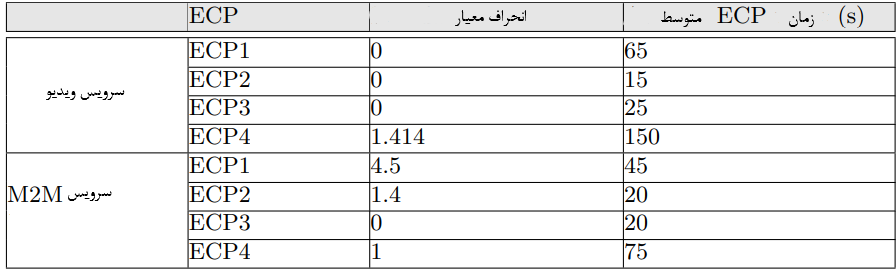 ECP انحراف معیار متوسط ECP زمان (s)
سرویس ویدیو
ECP1 0 65
ECP2 0 15
ECP3 0 25
ECP4 1.414 150
سرویس M2M
ECP1 4.5 45
ECP2 1.4 20
ECP3 0 20
ECP4 1 75